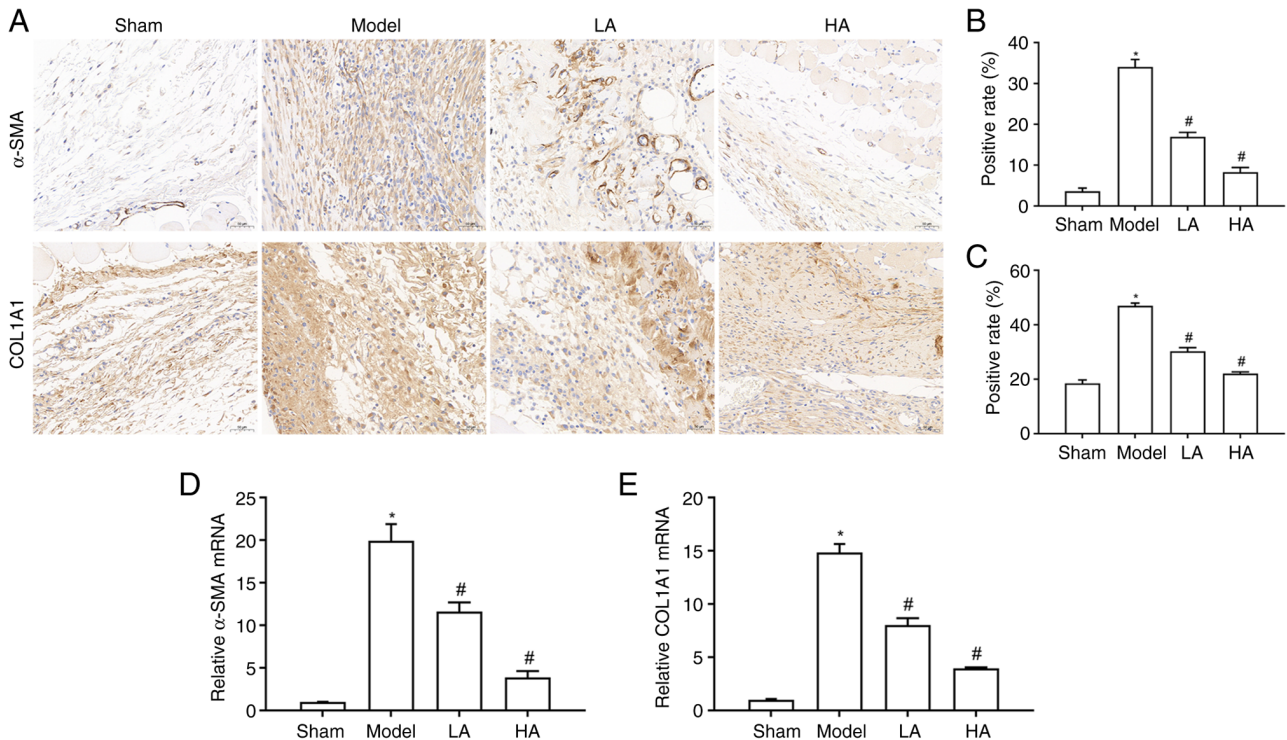 A
Sham Model LA HA
α-SMA
COL1A1
B
Positive rate (%)
40
30
20
10
0
*
#
#
Sham Model LA HA
C
Positive rate (%)
60
40
20
0
*
#
#
Sham Model LA HA
D
Relative α-SMA mRNA
25
20
15
10
5
0
*
#
#
Sham Model LA HA
E
Relative COL1A1 mRNA
20
15
10
5
0
*
#
#
Sham Model LA HA